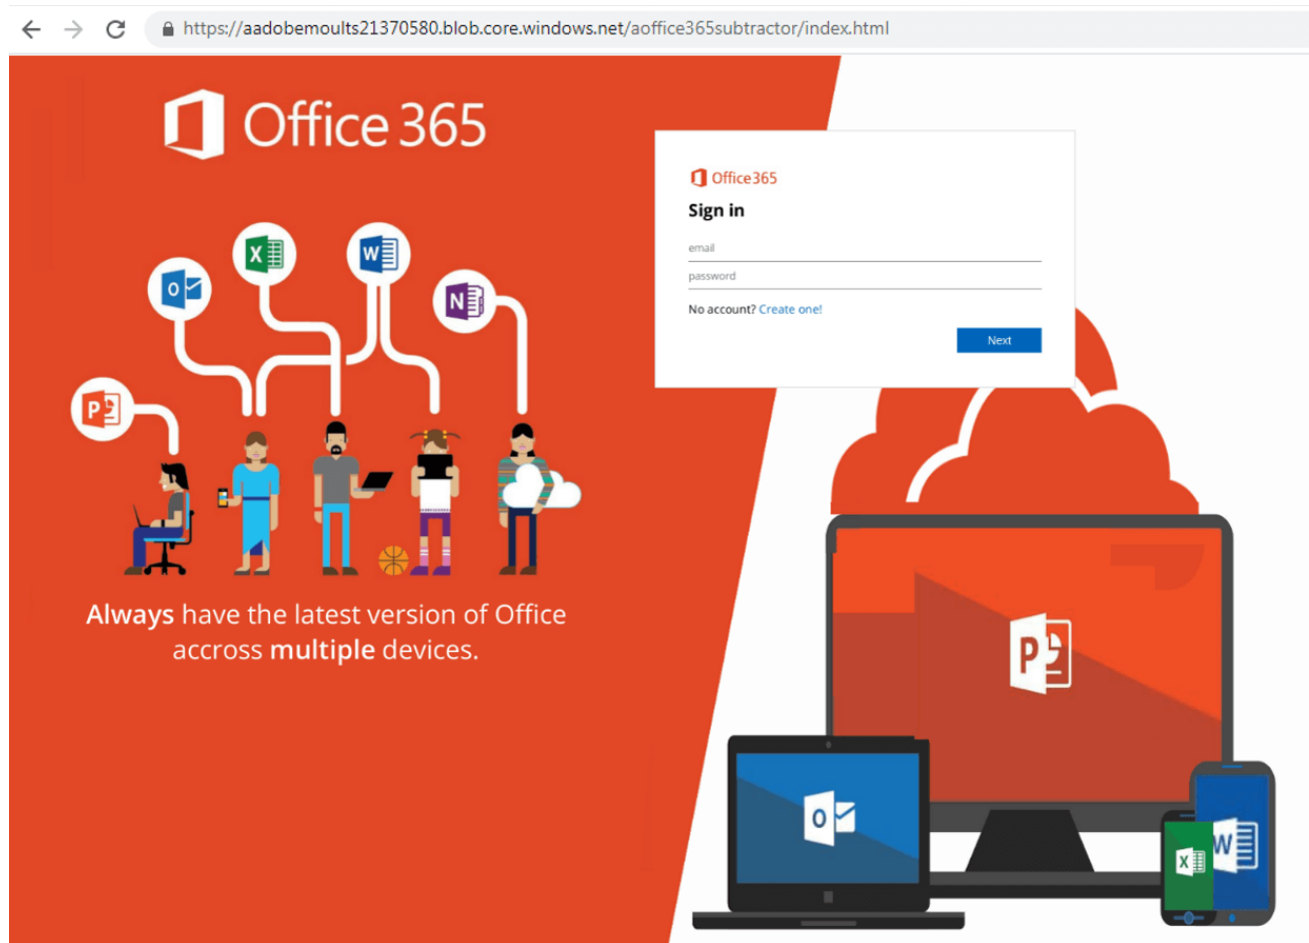 https://aadobemoults21370580.blob.core.windows.net/aoffice365subtractor/index.html
Office 365
Office 365
Sign in
email
password
No account? Create one!
Next
O
X
W
N
P
Always have the latest version of Office
accross multiple devices.
P
O
X
W